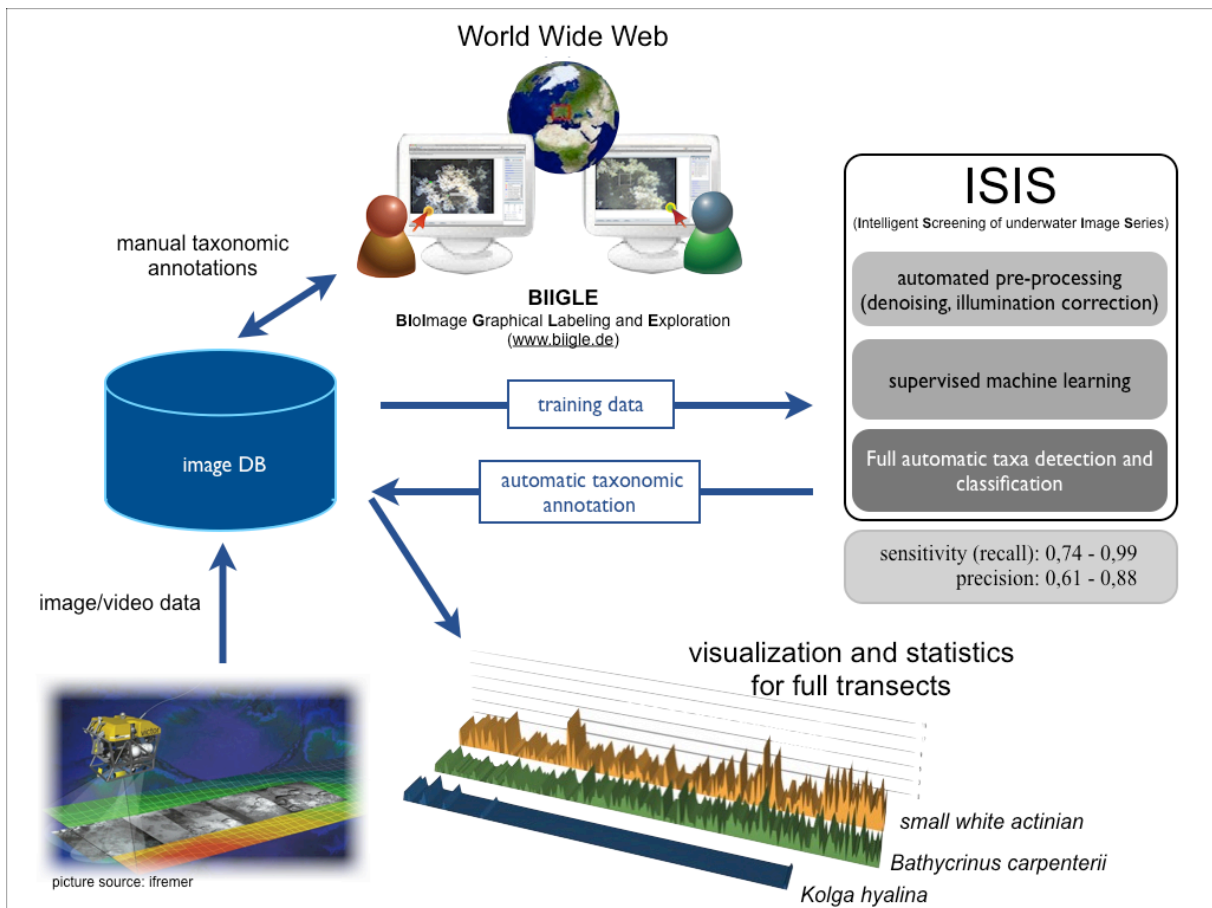 World Wide Web
manual taxonomic
annotations
BIIGLE
BIoImage Graphical Labeling and Exploration
(www.biigle.de)
ISIS
(Intelligent Screening of underwater Image Series)
automated pre-processing
(denoising, illumination correction)
supervised machine learning
Full automatic taxa detection and
classification
sensitivity (recall): 0,74 - 0,99
precision: 0,61 - 0,88
training data
image DB
automatic taxonomic
annotation
image/video data
visualization and statistics
for full transects
small white actinian
Bathycrinus carpenterii
Kolga hyalina
picture source: ifremer